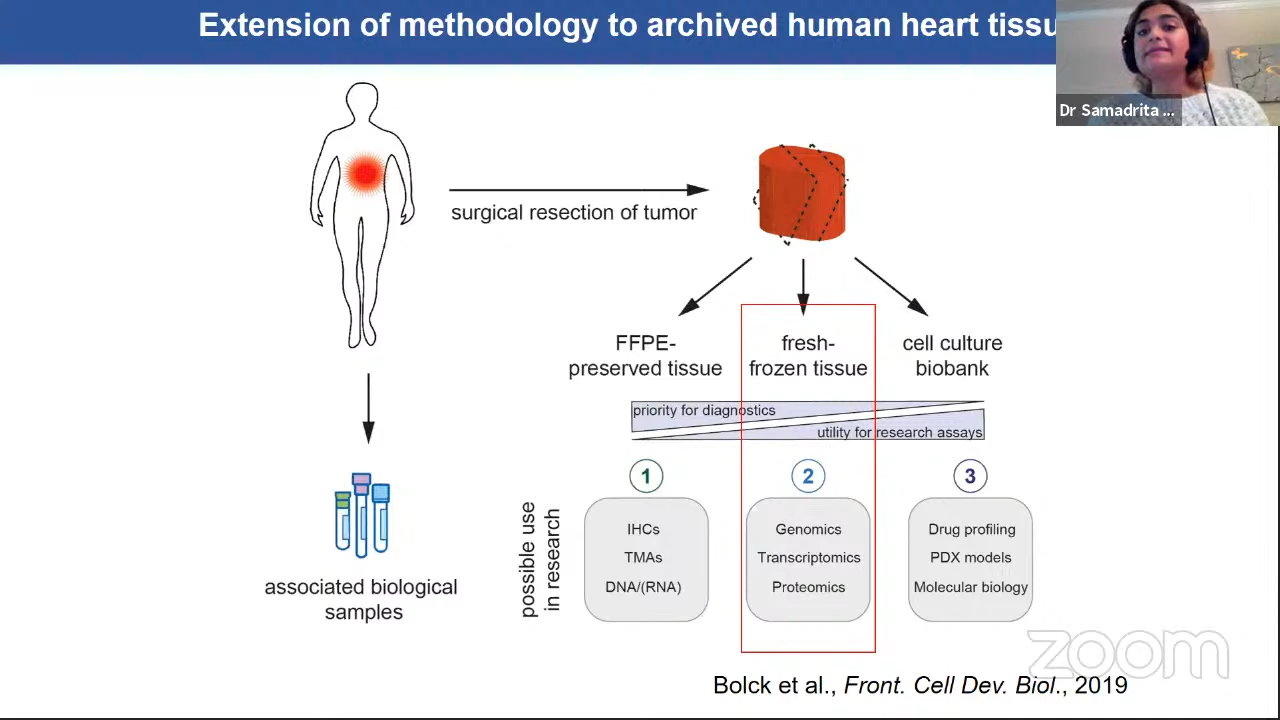 Extension of methodology to archived human heart tissu
Dr Samadrita ...
surgical resection of tumor
FFPE-
preserved tissue
fresh-
frozen tissue
cell culture
biobank
priority for diagnostics
utility for research assays
1
2
3
possible use
in research
IHCs
TMAs
DNA/(RNA)
Genomics
Transcriptomics
Proteomics
Drug profiling
PDX models
Molecular biology
associated biological
samples
zoom
Bolck et al., Front. Cell Dev. Biol., 2019